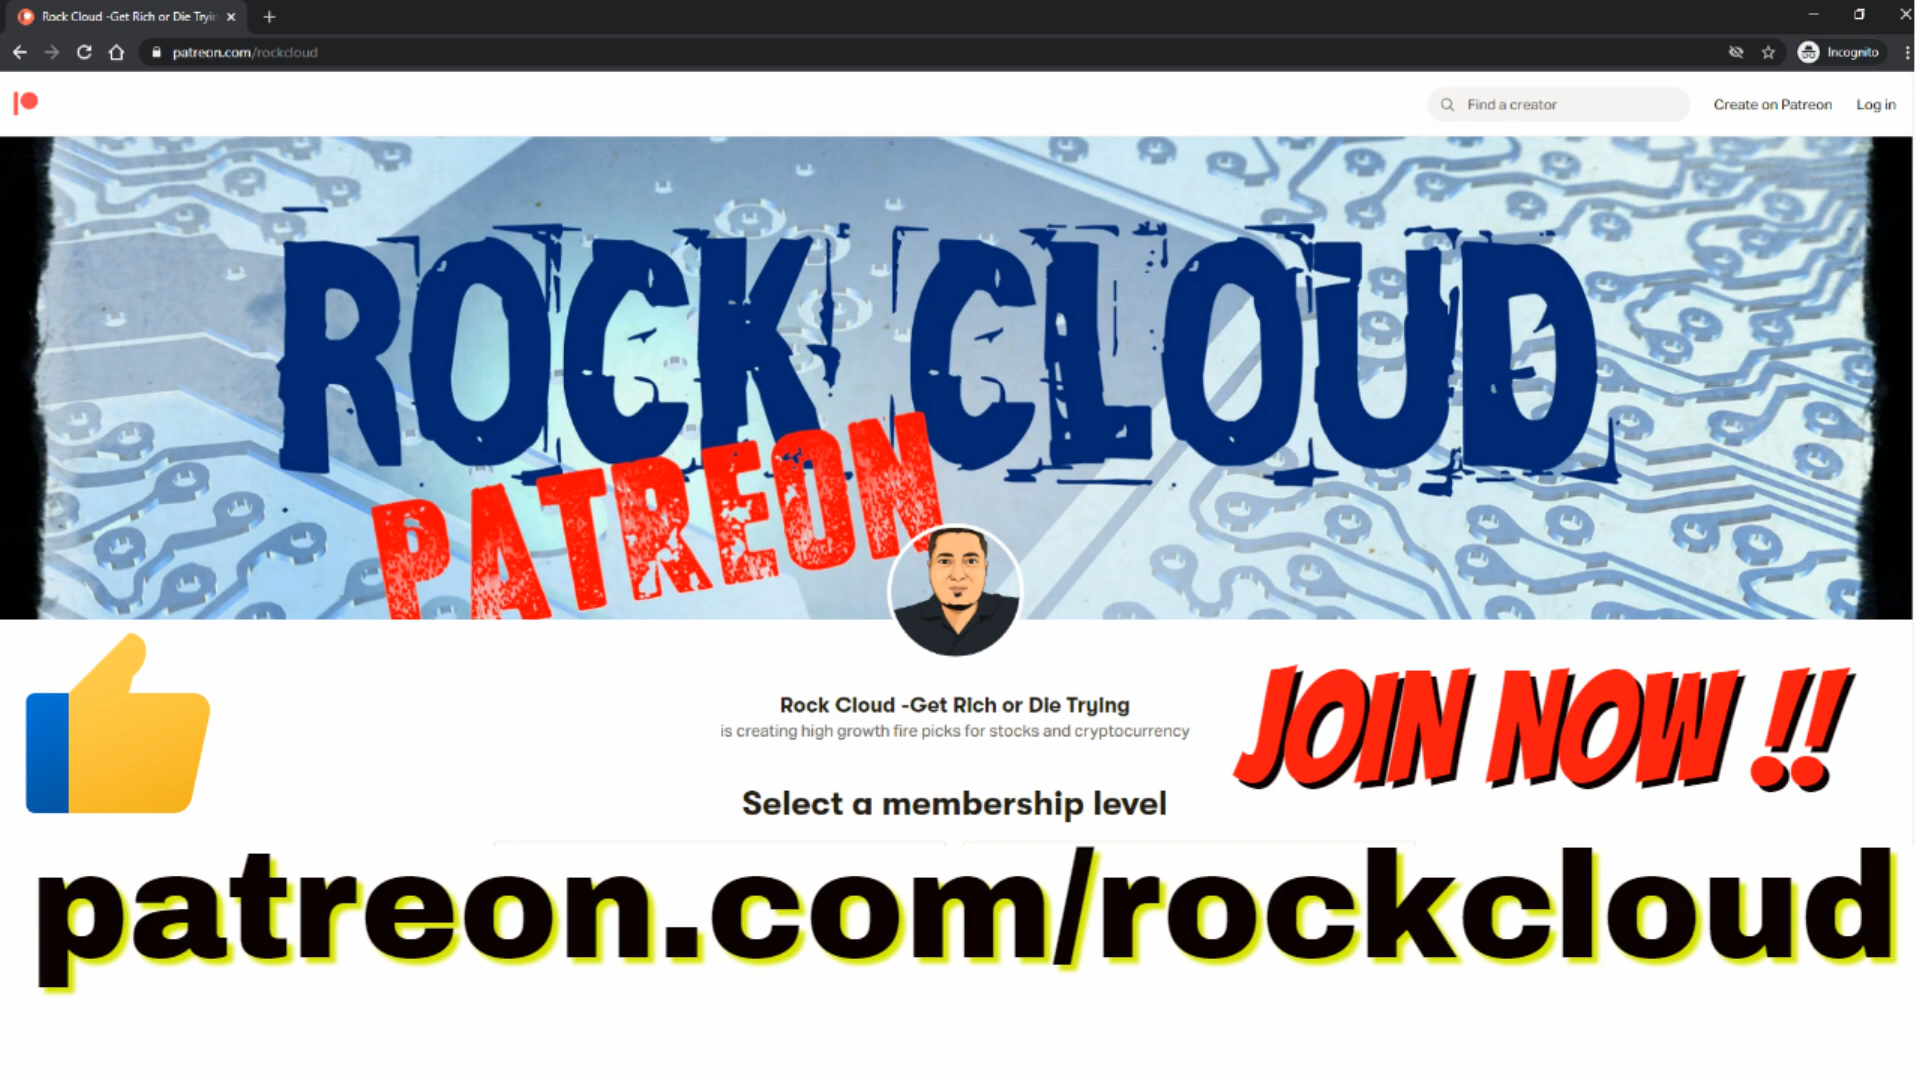 Rock Cloud -Get Rich or Die Tryin
patreon.com/rockcloud
Incognito
Find a creator
Create on Patreon
Log in
ROCK CLOUD
PATREON
Rock Cloud -Get Rich or Die Trying
is creating high growth fire picks for stocks and cryptocurrency
JOIN NOW !!
Select a membership level
patreon.com/rockcloud